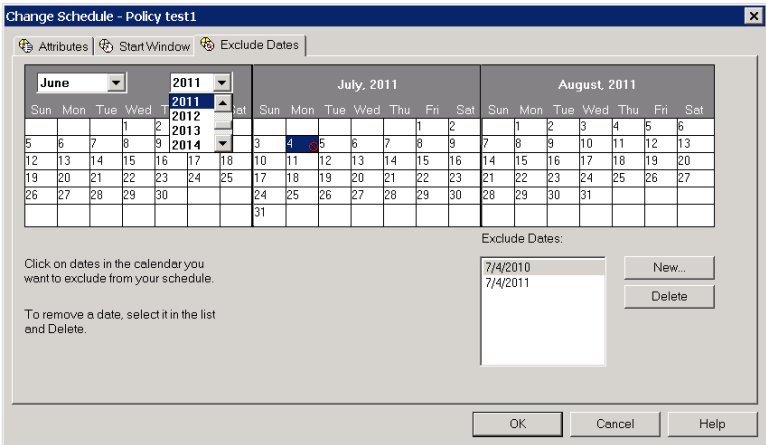 Change Schedule - Policy test1
Attributes Start Window Exclude Dates
June 2011 July, 2011 August, 2011
2011
2012
2013
2014
Sun Mon Tue Wed Sat Sun Mon Tue Wed Thu Fri Sat Sun Mon Tue Wed Thu Fri Sat
1 2 1 2 1 2 3 4 5 6
5 6 7 8 9 3 4 5 6 7 8 9 7 8 9 10 11 12 13
12 13 14 15 16 17 18 10 11 12 13 14 15 16 14 15 16 17 18 19 20
19 20 21 22 23 24 25 17 18 19 20 21 22 23 21 22 23 24 25 26 27
26 27 28 29 30 24 25 26 27 28 29 30 28 29 30 31
31
Exclude Dates:
Click on dates in the calendar you
want to exclude from your schedule.
To remove a date, select it in the list
and Delete.
7/4/2010
7/4/2011
New...
Delete
OK Cancel Help